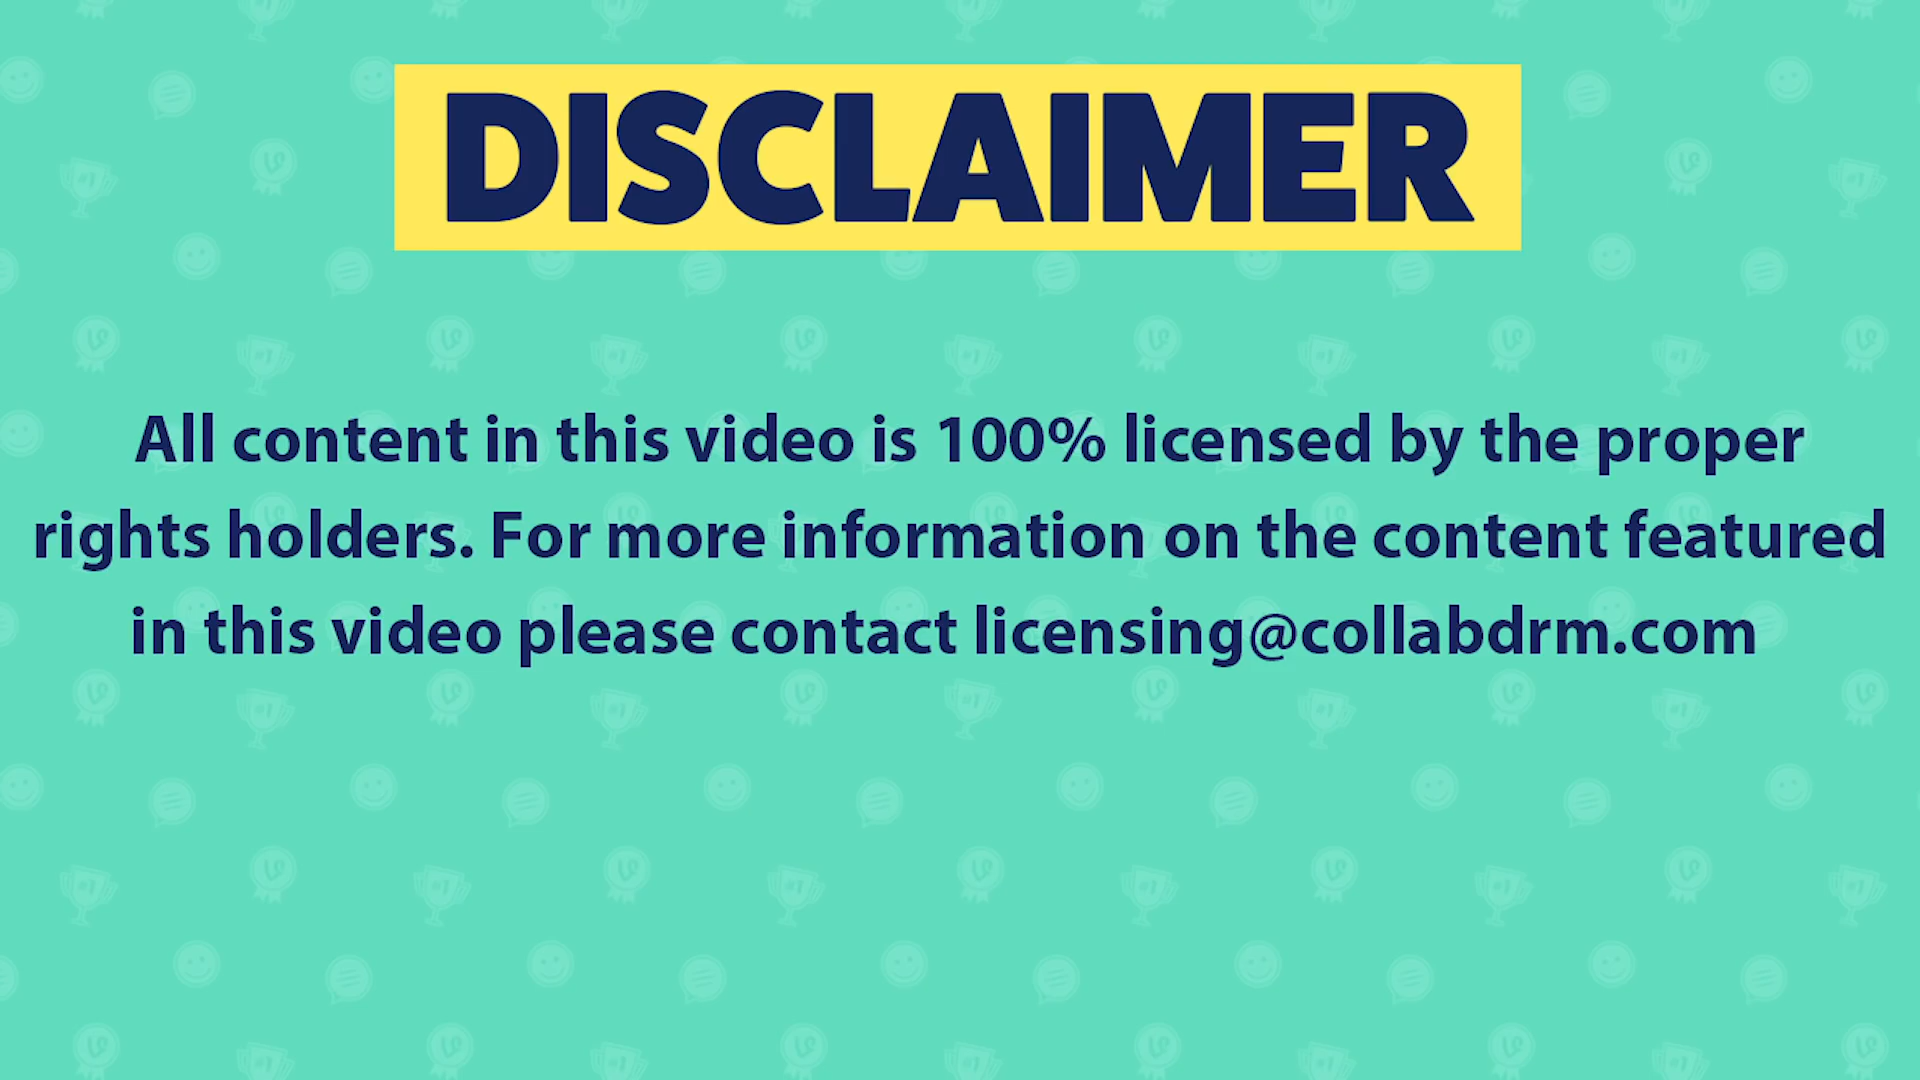 DISCLAIMER
All content in this video is 100% licensed by the proper
rights holders. For more information on the content featured
in this video please contact licensing@collabdrm.com